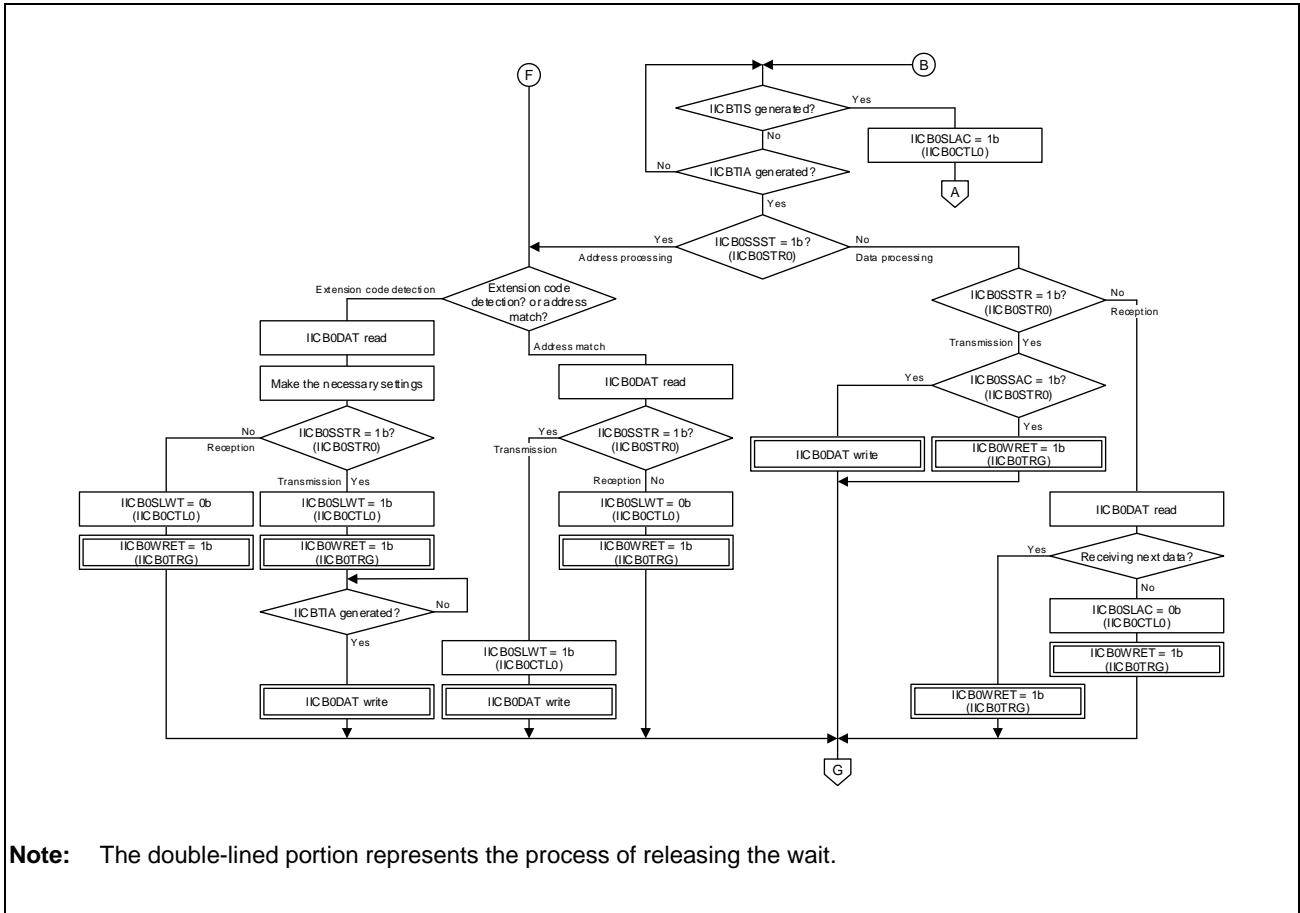 F
B
IICBTIS generated?
Yes
No
IICB0SLAC = 1b
(IICB0CTL0)
A
IICBTIA generated?
No
Yes
IICB0SSST = 1b?
(IICB0STR0)
Yes
Address processing
No
Data processing
Extension code
detection? or address
match?
Extension code detection
Address match
IICB0DAT read
Make the necessary settings
IICB0SSTR = 1b?
(IICB0STR0)
No
Reception
Transmission
Yes
IICB0SLWT = 0b
(IICB0CTL0)
IICB0WRET = 1b
(IICB0TRG)
IICB0SLWT = 1b
(IICB0CTL0)
IICB0WRET = 1b
(IICB0TRG)
IICBTIA generated?
No
Yes
IICB0DAT write
IICB0DAT read
IICB0SSTR = 1b?
(IICB0STR0)
Yes
Transmission
Reception
No
IICB0SLWT = 0b
(IICB0CTL0)
IICB0WRET = 1b
(IICB0TRG)
IICB0SLWT = 1b
(IICB0CTL0)
IICB0DAT write
IICB0SSTR = 1b?
(IICB0STR0)
No
Reception
Transmission
Yes
IICB0SSAC = 1b?
(IICB0STR0)
Yes
Yes
IICB0DAT write
IICB0WRET = 1b
(IICB0TRG)
IICB0DAT read
Receiving next data?
Yes
No
IICB0SLAC = 0b
(IICB0CTL0)
IICB0WRET = 1b
(IICB0TRG)
IICB0WRET = 1b
(IICB0TRG)
G
Note: The double-lined portion represents the process of releasing the wait.